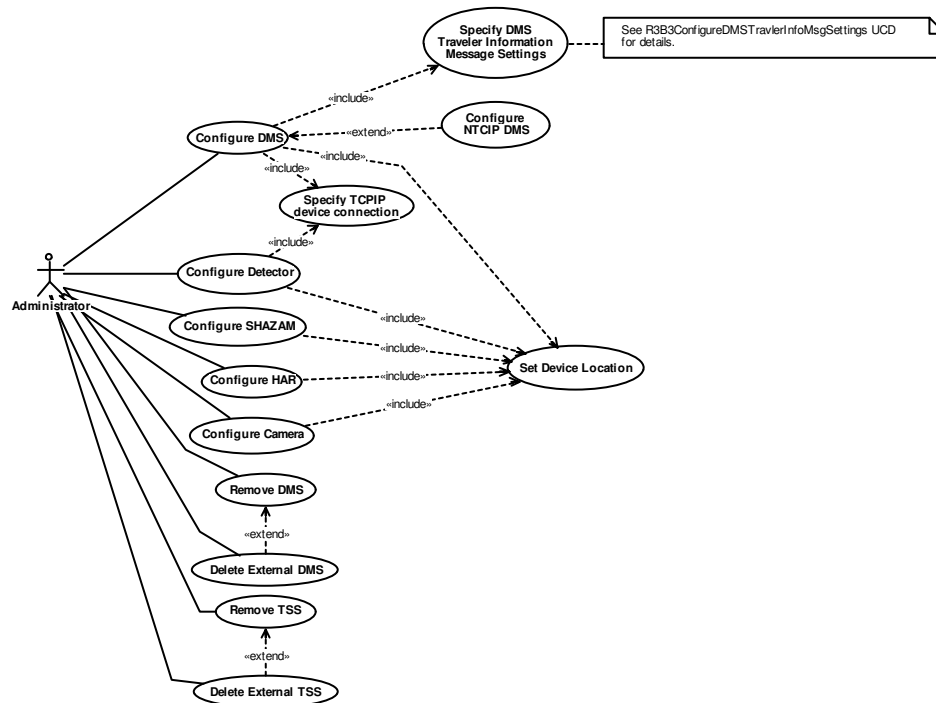 Specify DMS
Traveler Information
Message Settings
See R3B3ConfigureDMSTravlerInfoMsgSettings UCD
for details.
«include»
Configure
NTCIP DMS
«extend»
Configure DMS
«include»
«include»
Specify TCPIP
device connection
«include»
Configure Detector
Administrator
«include»
Configure SHAZAM
«include»
Set Device Location
Configure HAR
«include»
«include»
Configure Camera
Remove DMS
«extend»
Delete External DMS
Remove TSS
«extend»
Delete External TSS